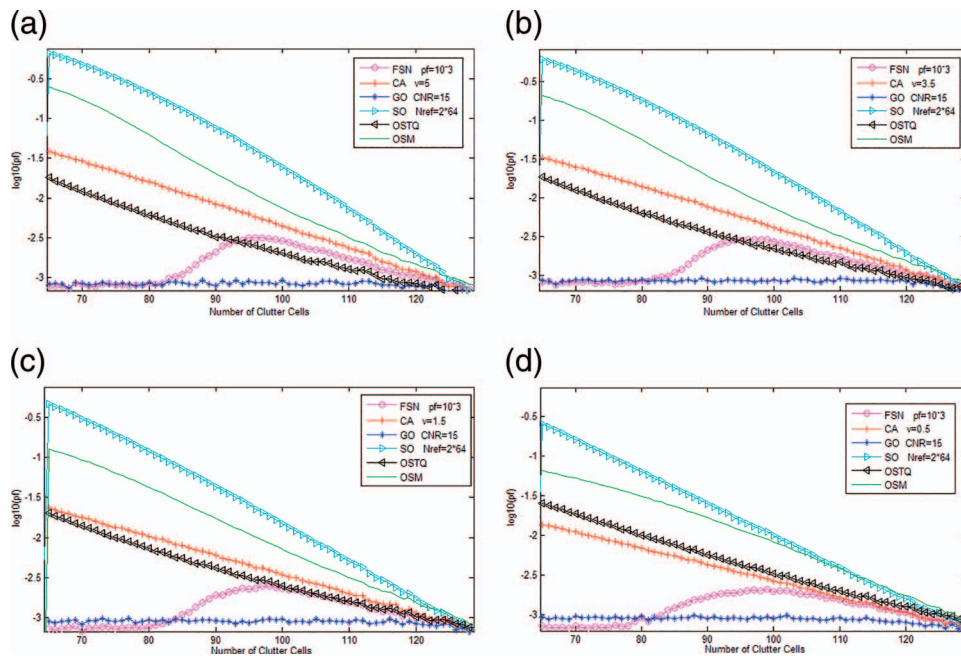 (a)
-0.5
-1
-1.5
-2
-2.5
-3
70 80 90 100 110 120
log10(pf)
Number of Clutter Cells
FSN pf=10^3
CA v=5
GO CNR=15
SO Nref=2*64
OSTQ
OSM
(b)
-0.5
-1
-1.5
-2
-2.5
-3
70 80 90 100 110 120
log10(pf)
Number of Clutter Cells
FSN pf=10^3
CA v=3.5
GO CNR=15
SO Nref=2*64
OSTQ
OSM
(c)
-0.5
-1
-1.5
-2
-2.5
-3
70 80 90 100 110 120
log10(pf)
Number of Clutter Cells
FSN pf=10^3
CA v=1.5
GO CNR=15
SO Nref=2*64
OSTQ
OSM
(d)
-0.5
-1
-1.5
-2
-2.5
-3
70 80 90 100 110 120
log10(pf)
Number of Clutter Cells
FSN pf=10^3
CA v=0.5
GO CNR=15
SO Nref=2*64
OSTQ
OSM